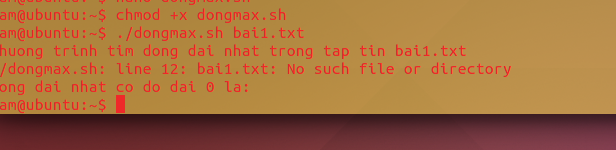 am@ubuntu:~$ chmod +x dongmax.sh
am@ubuntu:~$ ./dongmax.sh bai1.txt
huong trinh tim dong dai nhat trong tap tin bai1.txt
/dongmax.sh: line 12: bai1.txt: No such file or directory
ong dai nhat co do dai 0 la:
am@ubuntu:~$